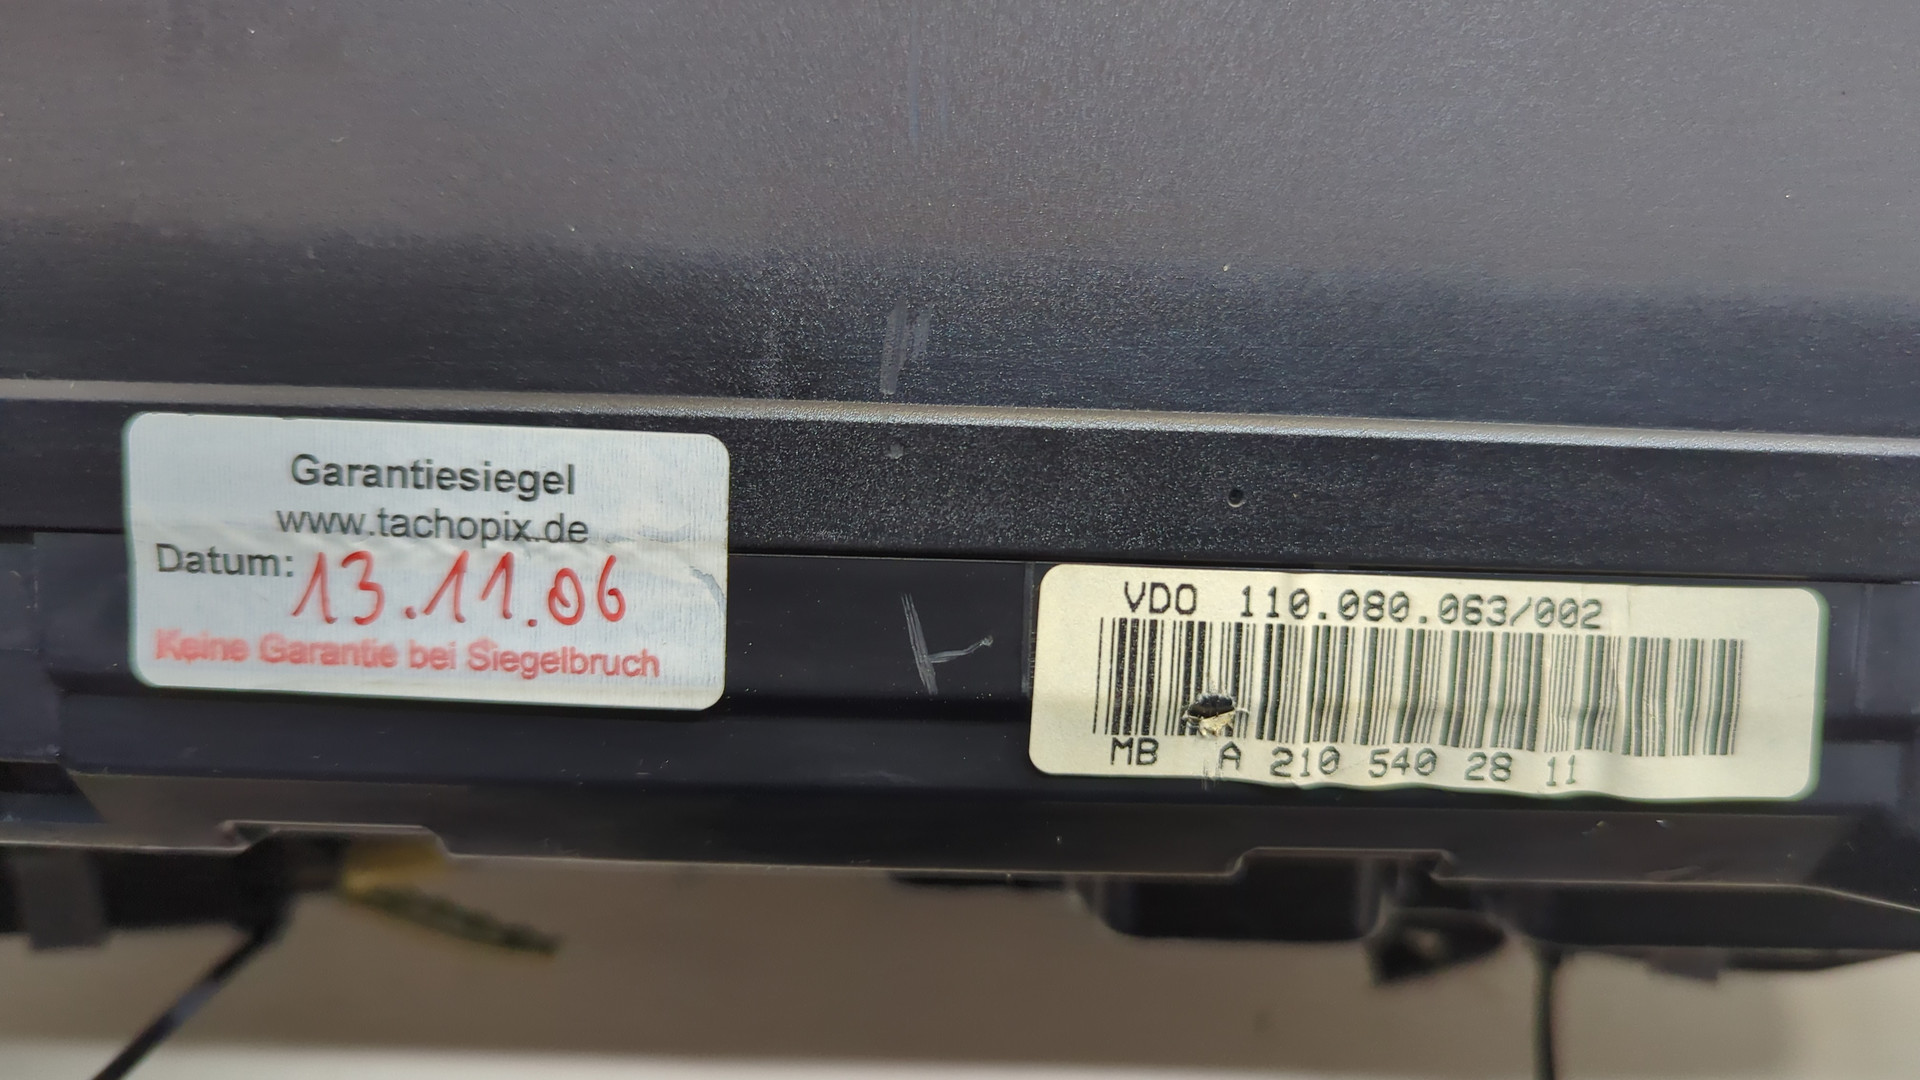 Garantiesiegel
www.tachopix.de
Datum: 13.11.06
Keine Garantie bei Siegelbruch
VDO 110.080.063/002
MB A 210 540 28 11